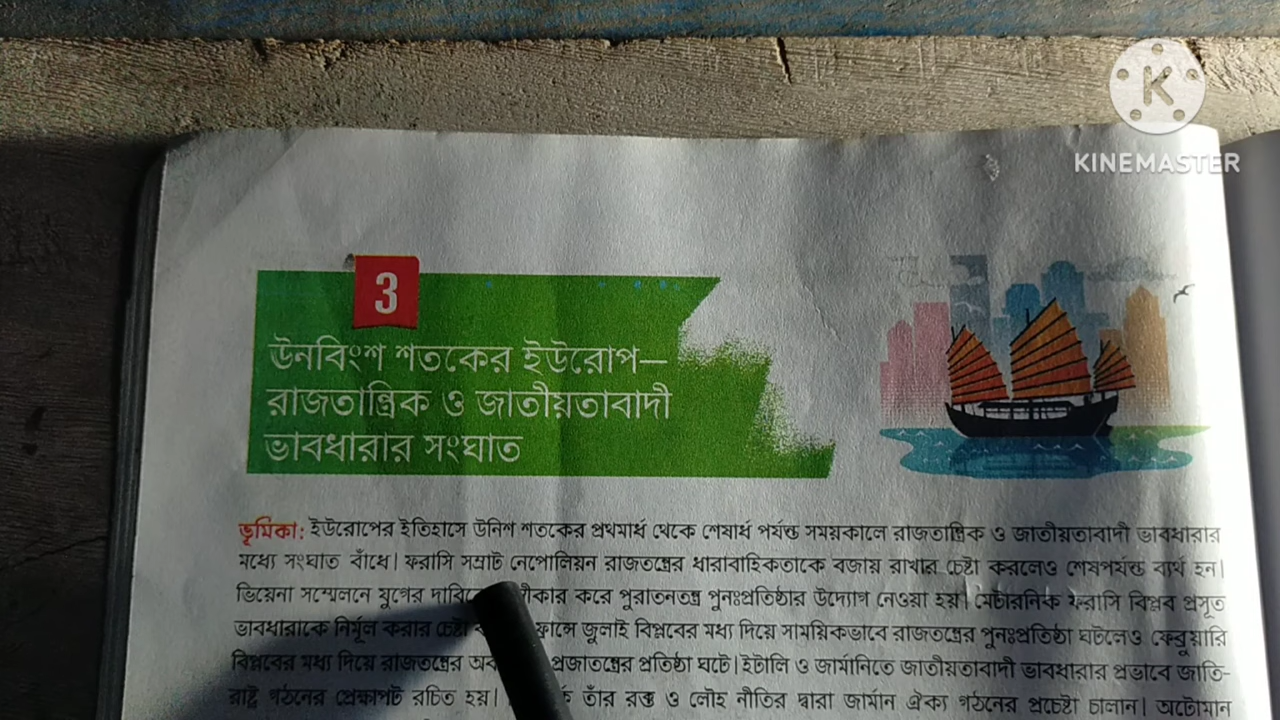 KINEMASTER
3
ঊনবিংশ শতকের ইউরোপ—
রাজতান্ত্রিক ও জাতীয়তাবাদী
ভাবধারার সংঘাত
ভূমিকা: ইউরোপের ইতিহাসে উনিশ শতকের প্রথমার্ধ থেকে শেষার্ধ পর্যন্ত সময়কালে রাজতান্ত্রিক ও জাতীয়তাবাদী ভাবধারার
মধ্যে সংঘাত বাঁধে। ফরাসি সম্রাট নেপোলিয়ন রাজতন্ত্রের ধারাবাহিকতাকে বজায় রাখার চেষ্টা করলেও শেষপর্যন্ত ব্যর্থ হন।
ভিয়েনা সম্মেলনে যুগের করে পুরাতনতন্ত্র পুনঃপ্রতিষ্ঠার উদ্যোগ নেওয়া হয়। মেটারনিক ফরাসি বিপ্লব প্রসূত
ভাবধারাকে নির্মূল করার চেষ্টা ফ্রান্সে জুলাই বিপ্লবের মধ্য দিয়ে সাময়িকভাবে রাজতন্ত্রের পুনঃপ্রতিষ্ঠা ঘটলেও ফেব্রুয়ারি
বিপ্লবের মধ্য দিয়ে রাজতন্ত্রের প্রজাতন্ত্রের প্রতিষ্ঠা ঘটে। ইটালি ও জার্মানিতে জাতীয়তাবাদী ভাবধারার প্রভাবে জাতি-
রাষ্ট্র গঠনের প্রেক্ষাপট রচিত হয়। তাঁর রক্ত ও লৌহ নীতির দ্বারা জার্মান ঐক্য গঠনের প্রচেষ্টা চালান। অটোমান